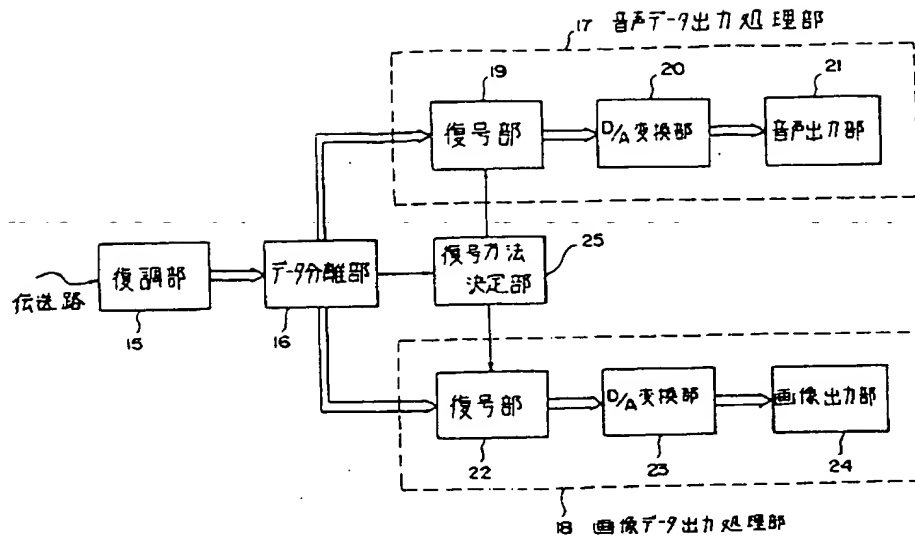 17 音声データ出力処理部
19
20
21
復号部
D/A変換部
音声出力部
伝送路
復調部
15
データ分離部
16
復号方法
決定部
25
復号部
22
D/A変換部
23
画像出力部
24
18 画像データ出力処理部